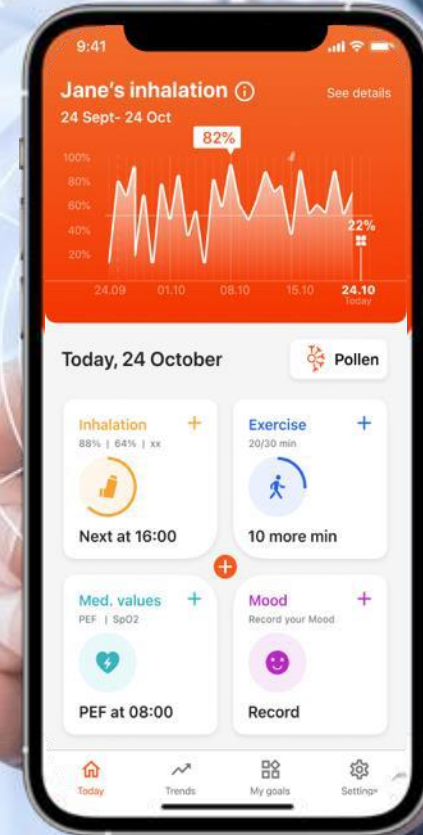 9:41
Jane's inhalation
See details
24 Sept- 24 Oct
82%
100%
80%
60%
40%
20%
22%
24.09 01.10 08.10 15.10 24.10
Today
Today, 24 October
Pollen
Inhalation +
88% | 64% | xx
Next at 16:00
Exercise +
20/30 min
10 more min
+
Med. values +
PEF | SpO2
PEF at 08:00
Mood +
Record your Mood
Record
Today Trends My goals Settings